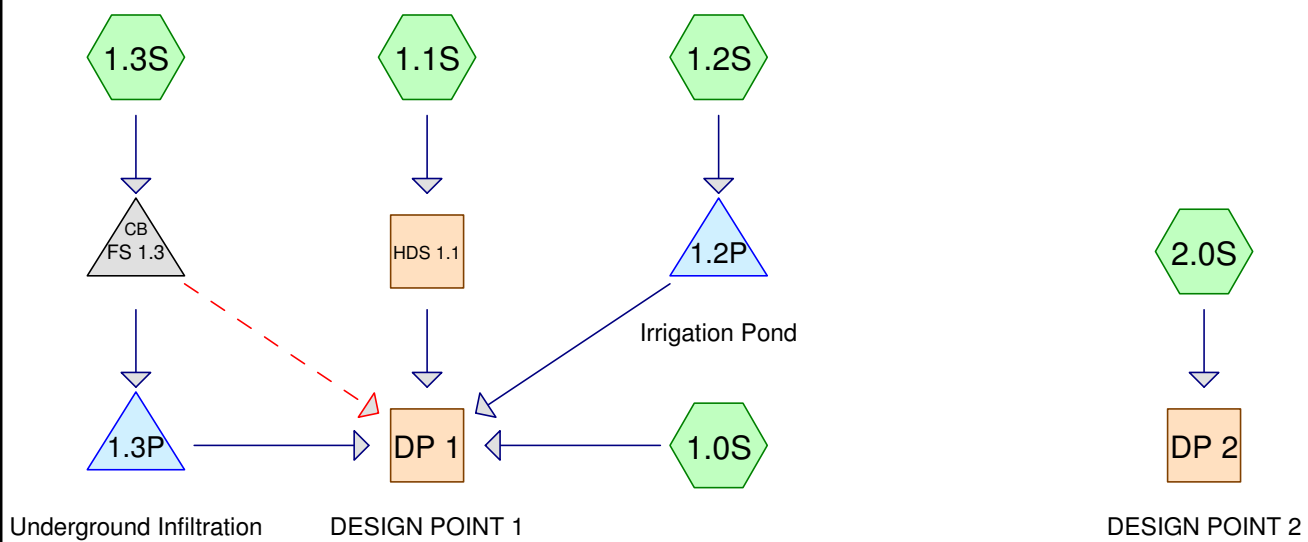 1.3S
1.1S
1.2S
CB
FS 1.3
HDS 1.1
1.2P
2.0S
Irrigation Pond
1.3P
DP 1
1.0S
DP 2
Underground Infiltration
DESIGN POINT 1
DESIGN POINT 2